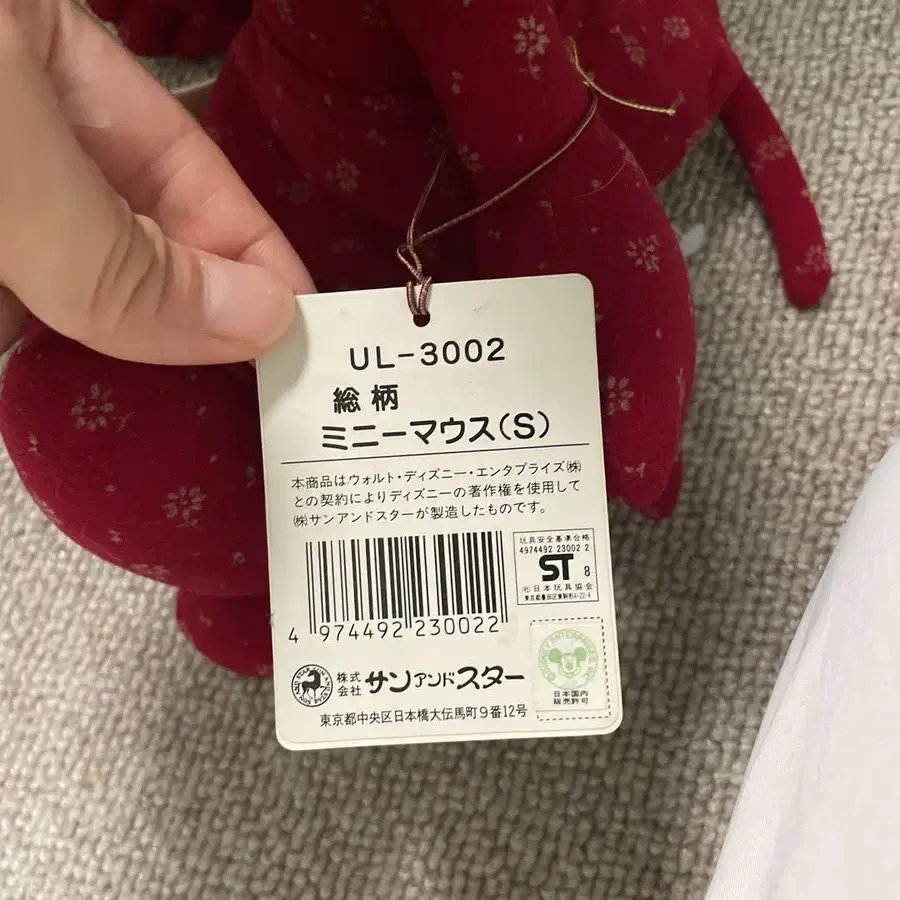 UL-3002
総柄
ミニーマウス(S)
本商品はウォルト・ディズニー・エンタプライズ㈱
との契約によりディズニーの著作権を使用して
㈱サンアンドスターが製造したものです。
玩具安全基準合格
4974492 23002 2
ST 8
㈳日本玩具協会
4 974492 230022
株式会社 サンアンドスター
東京都中央区日本橋大伝馬町9番12号
日本国内
販売許可